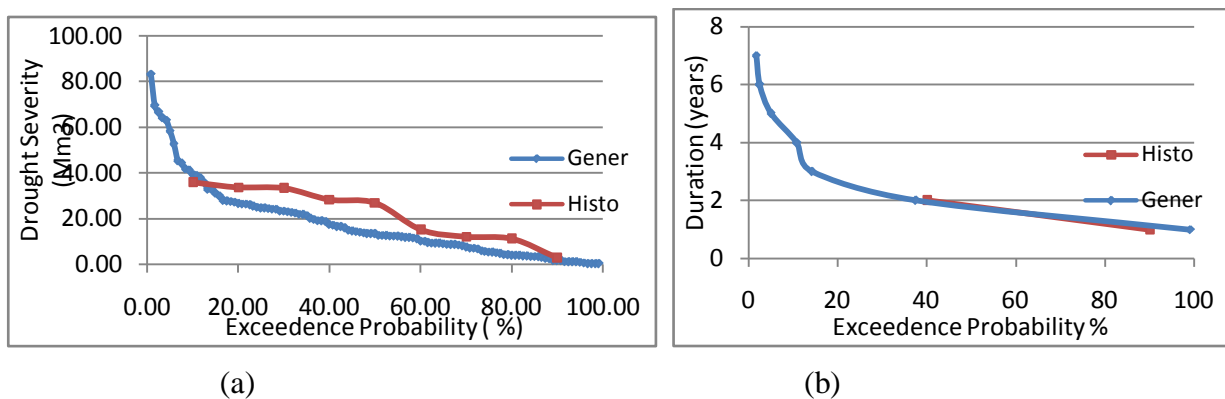 100.00
80.00
60.00
40.00
20.00
0.00
Drought Severity
(Mm3)
Gener
Histo
0.00 20.00 40.00 60.00 80.00 100.00
Exceedence Probability ( %)
(a)
8
6
4
2
0
Duration (years)
Histo
Gener
0 20 40 60 80 100
Exceedence Probability %
(b)